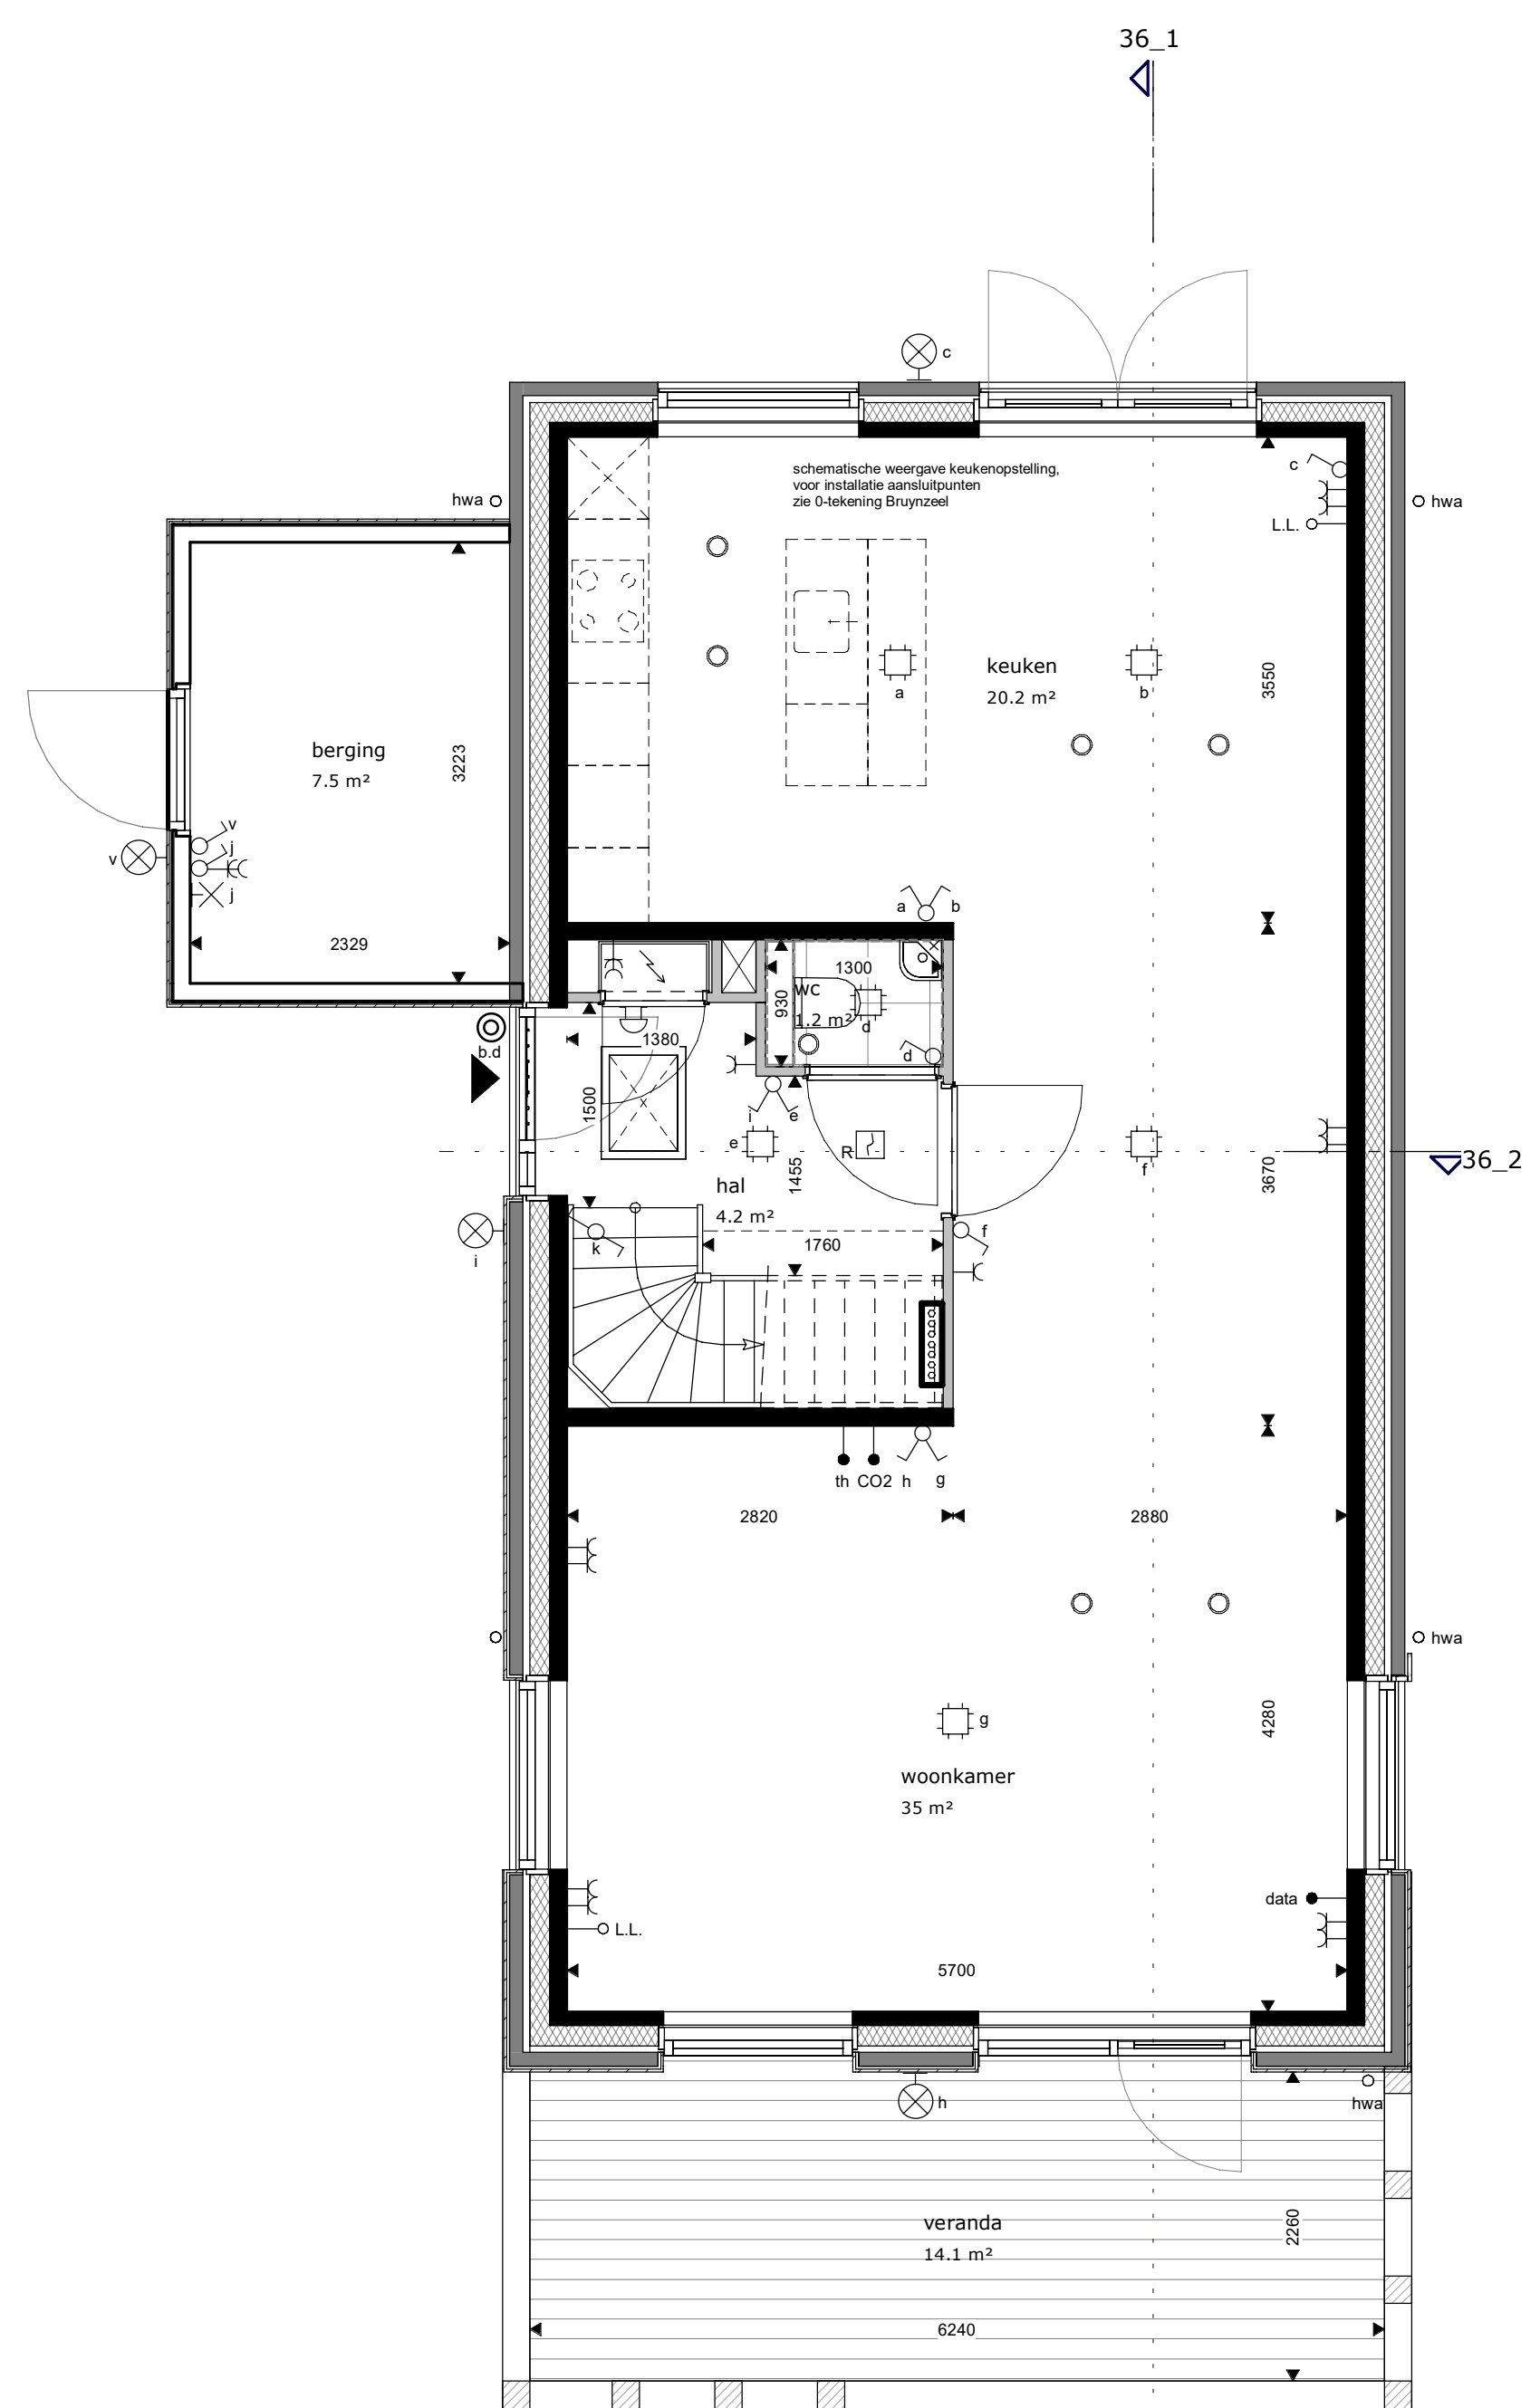 36_1
c
schematische weergave keukenopstelling,
voor installatie aansluitpunten
zie 0-tekening Bruynzeel
c
hwa
hwa
L.L.
keuken
20.2 m²
a
b
3550
berging
7.5 m²
3223
v
j
v
j
2329
a
b
1300
wc
930
1.2 m²
d
d
b.d
1380
1500
i
e
e
R
f
36_2
1455
3670
hal
4.2 m²
k
1760
f
i
th
CO2
h
g
2820
2880
hwa
g
4280
woonkamer
35 m²
data
L.L.
5700
h
hwa
veranda
14.1 m²
2260
6240